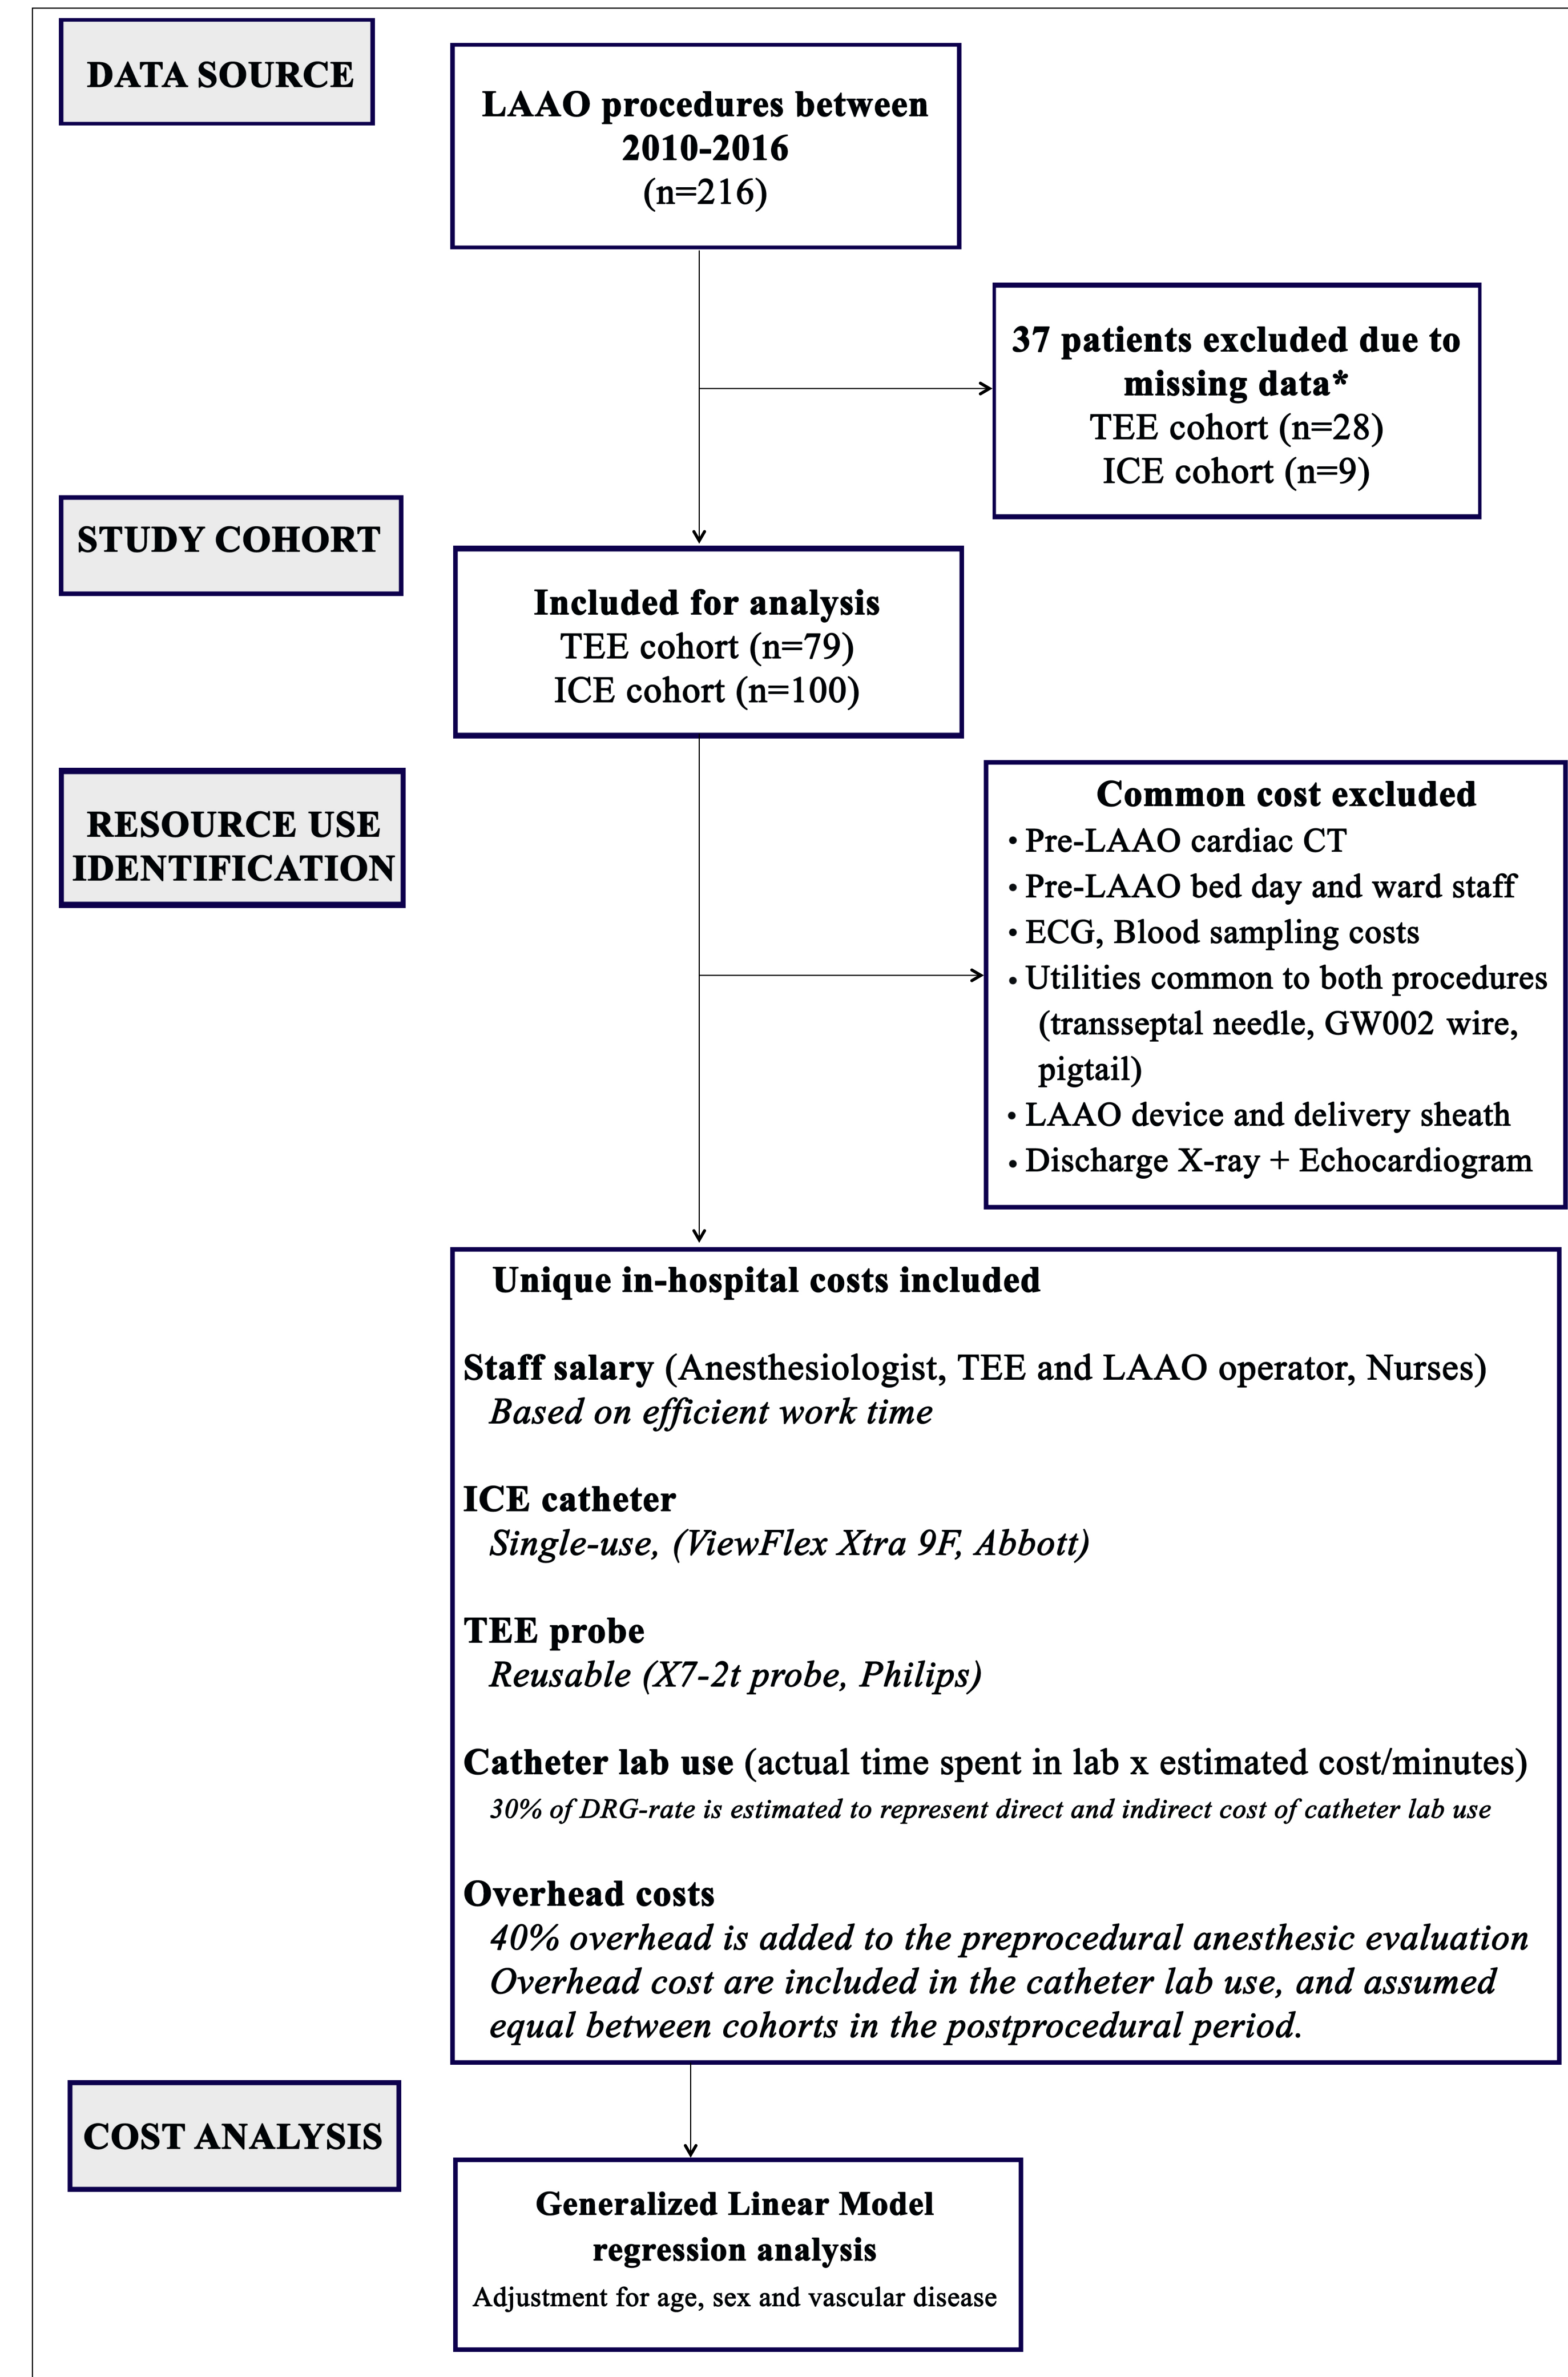 DATA SOURCE
LAAO procedures between
2010-2016
(n=216)
37 patients excluded due to
missing data*
TEE cohort (n=28)
ICE cohort (n=9)
STUDY COHORT
Included for analysis
TEE cohort (n=79)
ICE cohort (n=100)
RESOURCE USE
IDENTIFICATION
Common cost excluded
• Pre-LAAO cardiac CT
• Pre-LAAO bed day and ward staff
• ECG, Blood sampling costs
• Utilities common to both procedures
(transseptal needle, GW002 wire,
pigtail)
• LAAO device and delivery sheath
• Discharge X-ray + Echocardiogram
Unique in-hospital costs included
Staff salary (Anesthesiologist, TEE and LAAO operator, Nurses)
Based on efficient work time
ICE catheter
Single-use, (ViewFlex Xtra 9F, Abbott)
TEE probe
Reusable (X7-2t probe, Philips)
Catheter lab use (actual time spent in lab x estimated cost/minutes)
30% of DRG-rate is estimated to represent direct and indirect cost of catheter lab use
Overhead costs
40% overhead is added to the preprocedural anesthesic evaluation
Overhead cost are included in the catheter lab use, and assumed
equal between cohorts in the postprocedural period.
COST ANALYSIS
Generalized Linear Model
regression analysis
Adjustment for age, sex and vascular disease